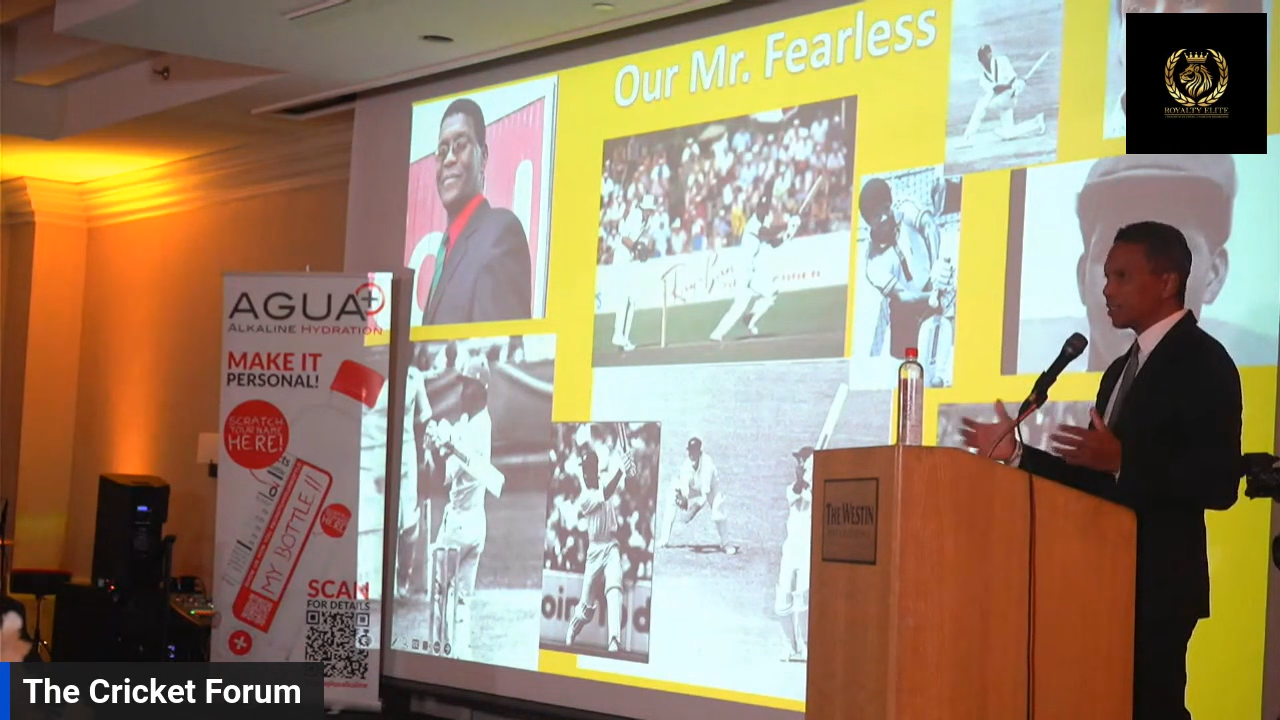 Our Mr. Fearless
ROYALTY ELITE
AGUA+
ALKALINE HYDRATION
MAKE IT
PERSONAL!
SCRATCH
YOUR NAME
HERE!
MY BOTTLE !!
SCAN
FOR DETAILS
THE WESTIN
The Cricket Forum